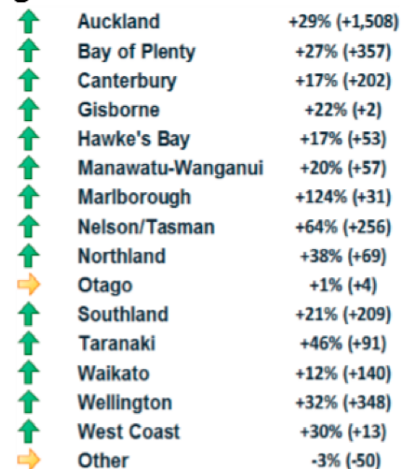 Auckland +29% (+1,508)
Bay of Plenty +27% (+357)
Canterbury +17% (+202)
Gisborne +22% (+2)
Hawke's Bay +17% (+53)
Manawatu-Wanganui +20% (+57)
Marlborough +124% (+31)
Nelson/Tasman +64% (+256)
Northland +38% (+69)
Otago +1% (+4)
Southland +21% (+209)
Taranaki +46% (+91)
Waikato +12% (+140)
Wellington +32% (+348)
West Coast +30% (+13)
Other -3% (-50)